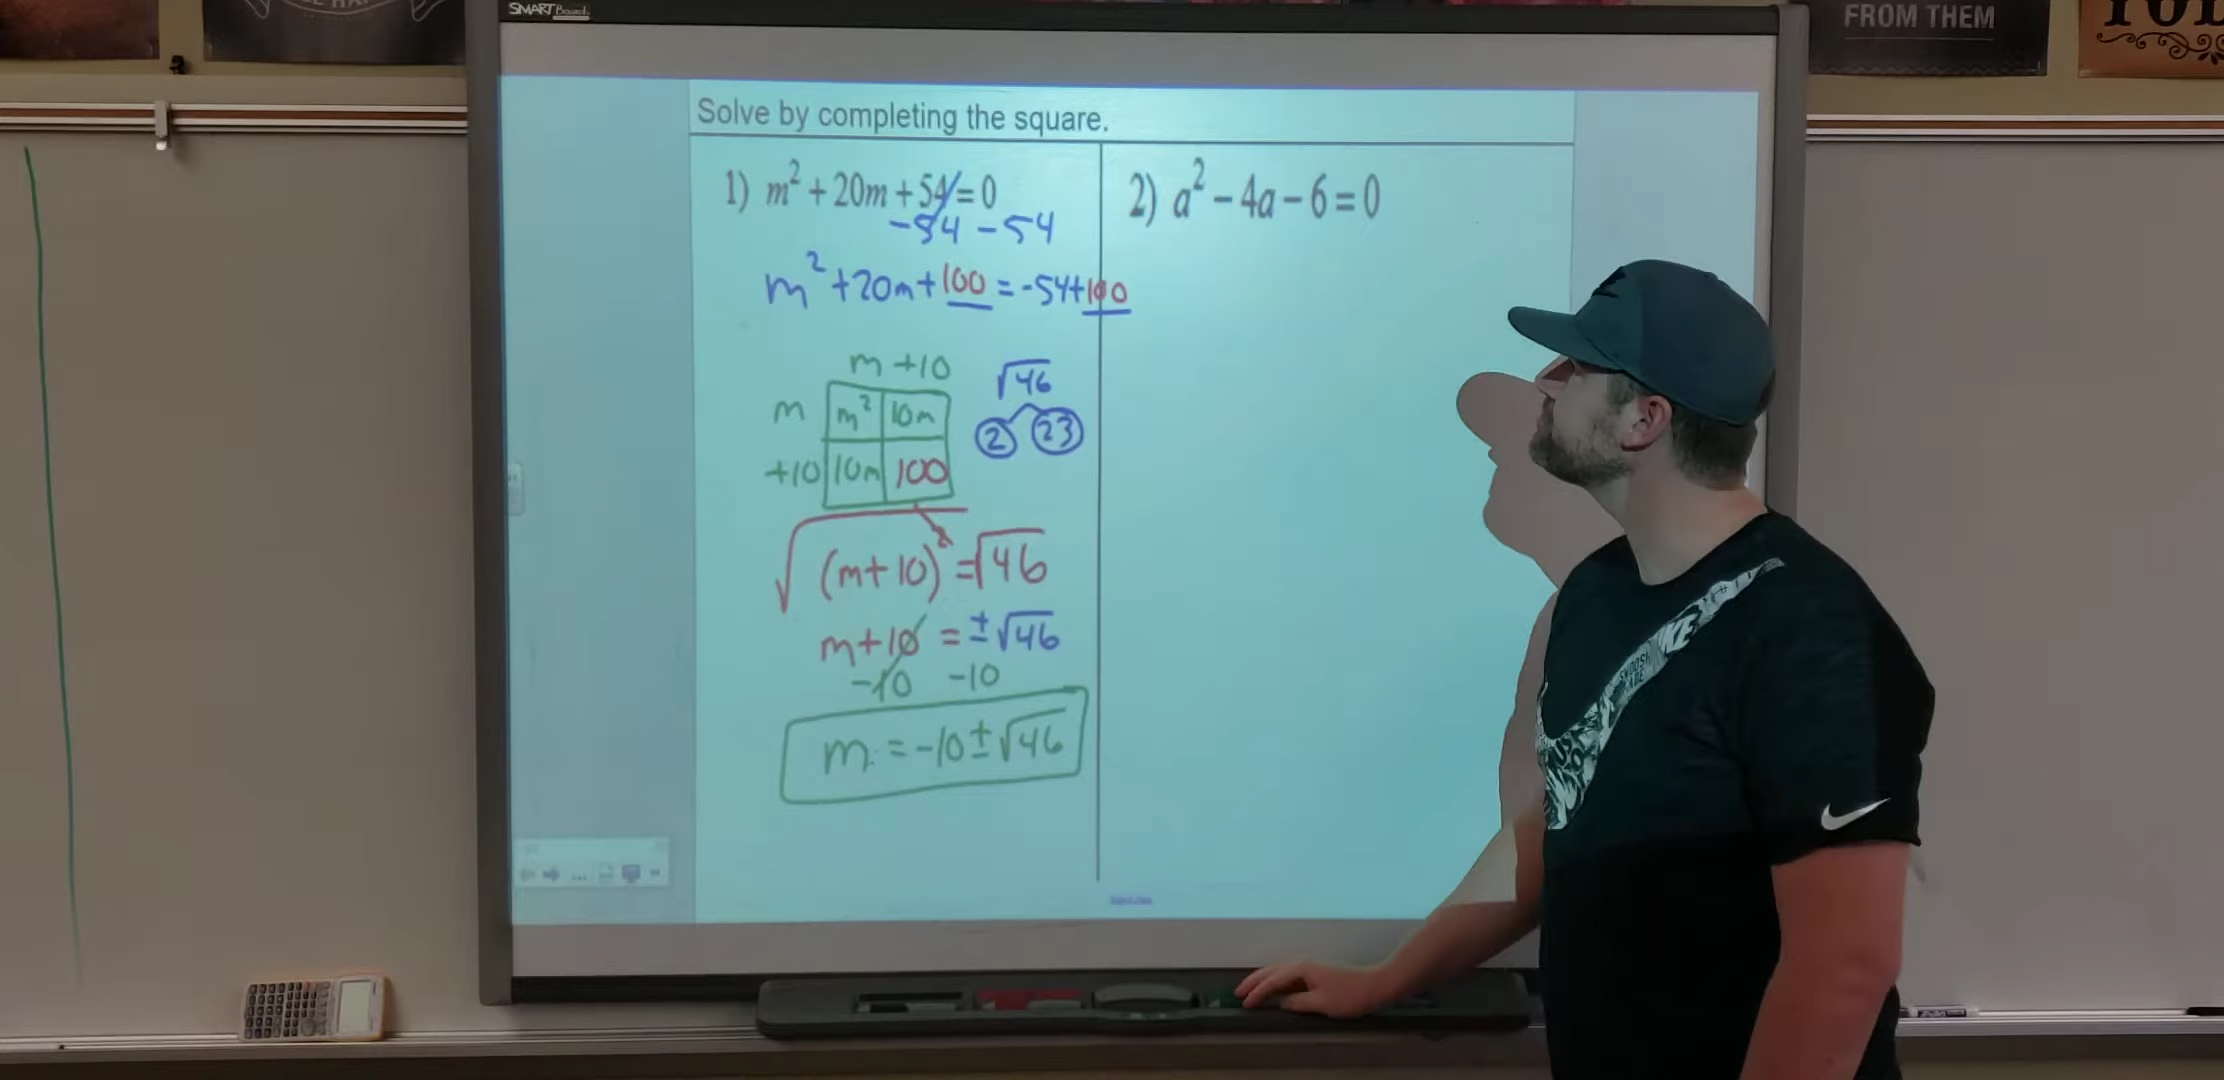 SMART Board
FROM THEM
Solve by completing the square.
1) m² + 20m + 54 = 0
-54 -54
m² + 20m + 100 = -54 + 100
m +10
m m² 10m
+10 10m 100
√46
2 23
√(m + 10)² = √46
m + 10 = ± √46
-10 -10
m = -10 ± √46
2) a² − 4a − 6 = 0